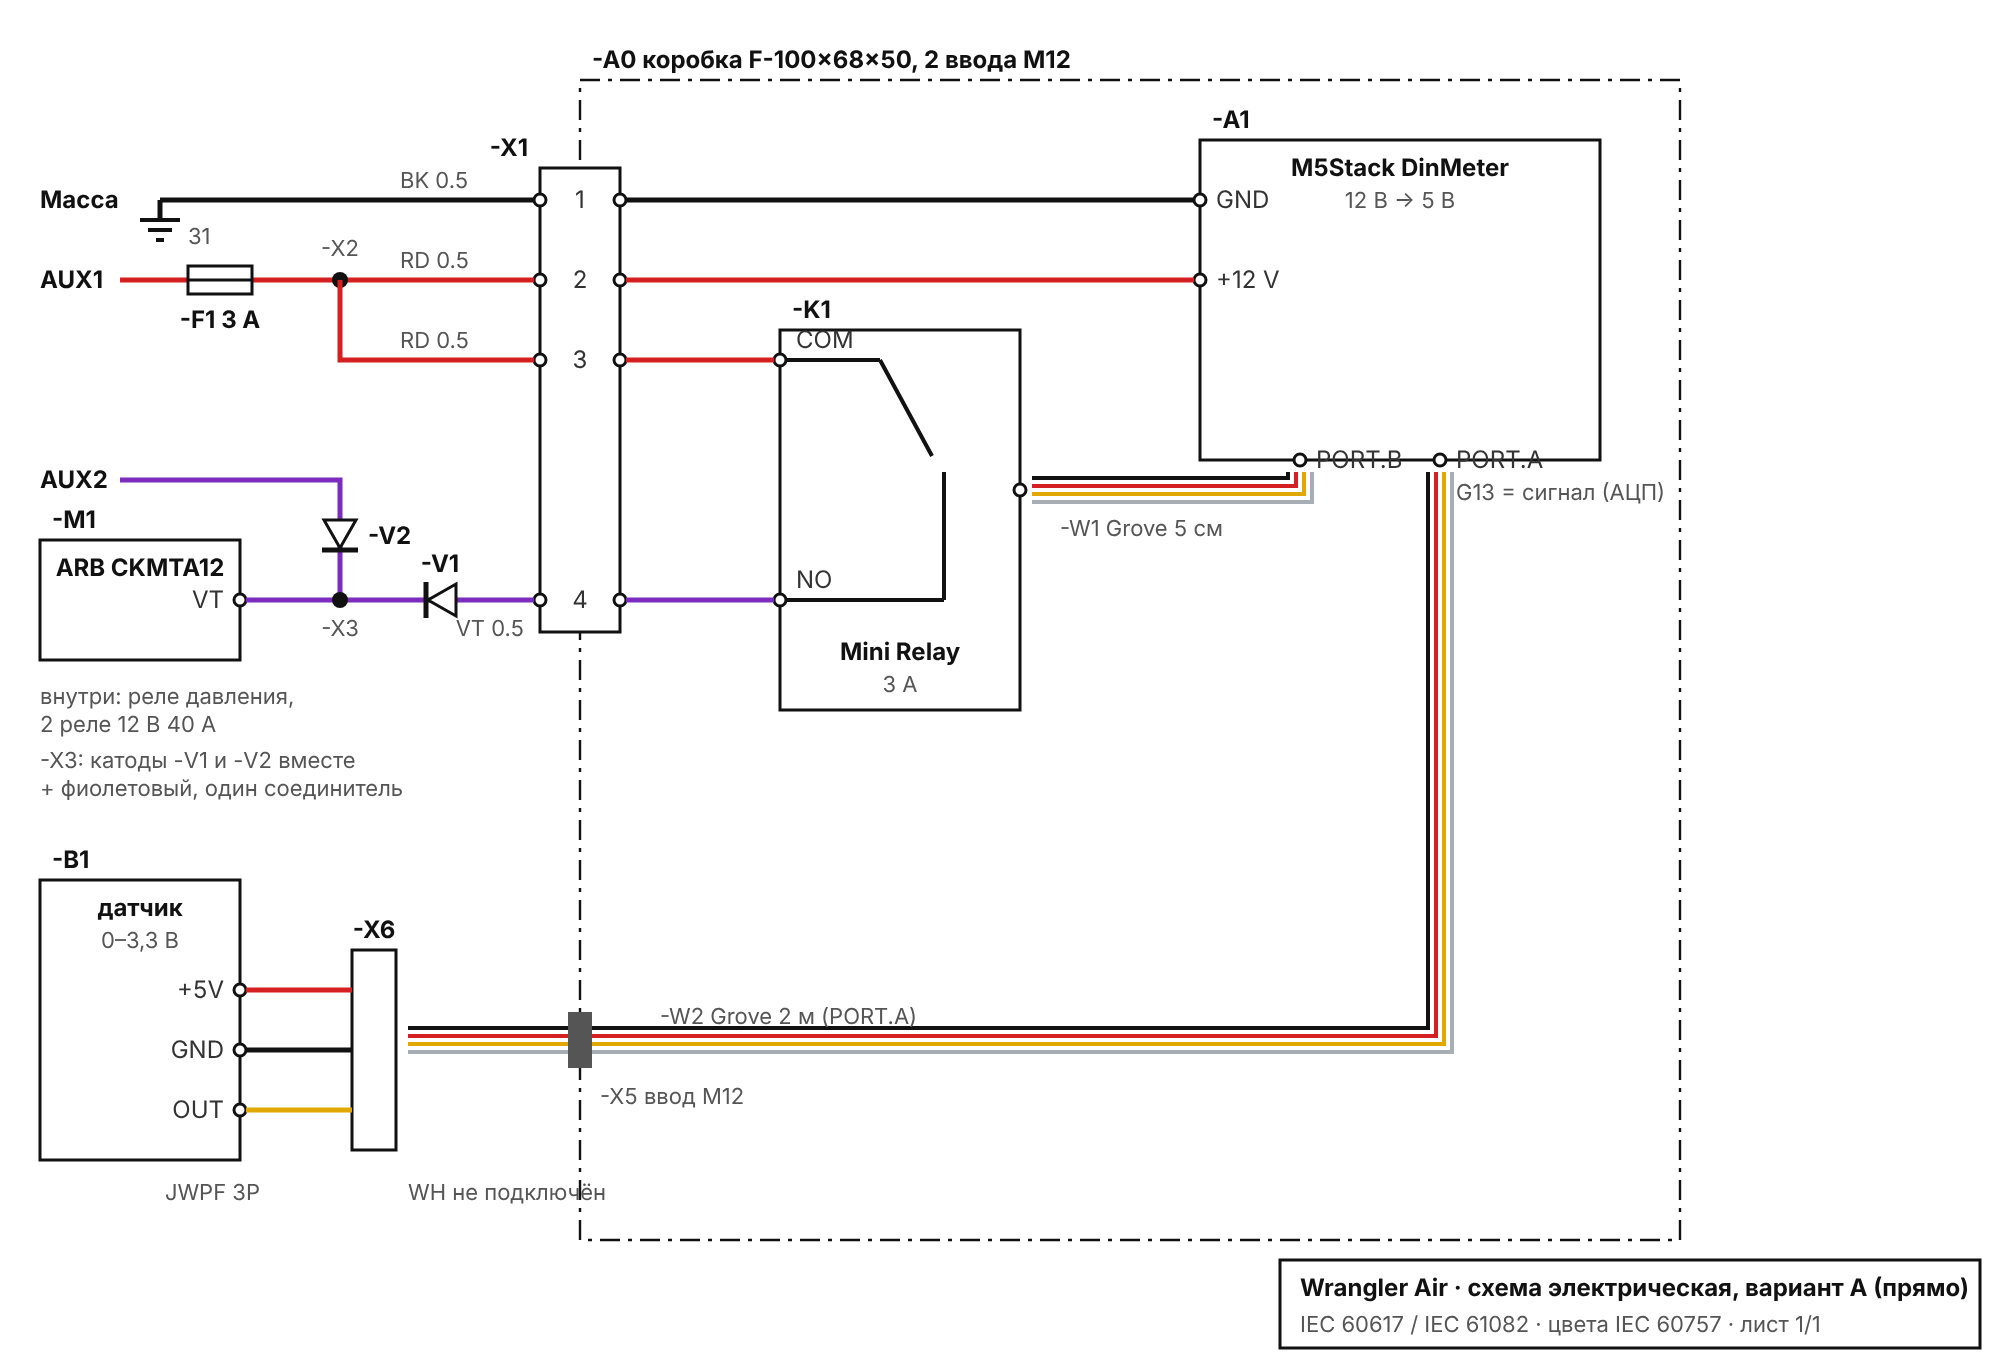 -A0 коробка F-100×68×50, 2 ввода M12
-A1
M5Stack DinMeter
12 В → 5 В
GND
+12 V
PORT.B
PORT.A
G13 = сигнал (АЦП)
-X1
1
2
3
4
Масса
31
BK 0.5
AUX1
-F1 3 A
-X2
RD 0.5
RD 0.5
-K1
COM
NO
Mini Relay
3 A
-W1 Grove 5 см
AUX2
-M1
ARB CKMTA12
VT
-V2
-V1
-X3
VT 0.5
внутри: реле давления,
2 реле 12 В 40 А
-X3: катоды -V1 и -V2 вместе
+ фиолетовый, один соединитель
-B1
датчик
0–3,3 В
+5V
GND
OUT
-X6
-W2 Grove 2 м (PORT.A)
-X5 ввод M12
JWPF 3P
WH не подключён
Wrangler Air · схема электрическая, вариант А (прямо)
IEC 60617 / IEC 61082 · цвета IEC 60757 · лист 1/1